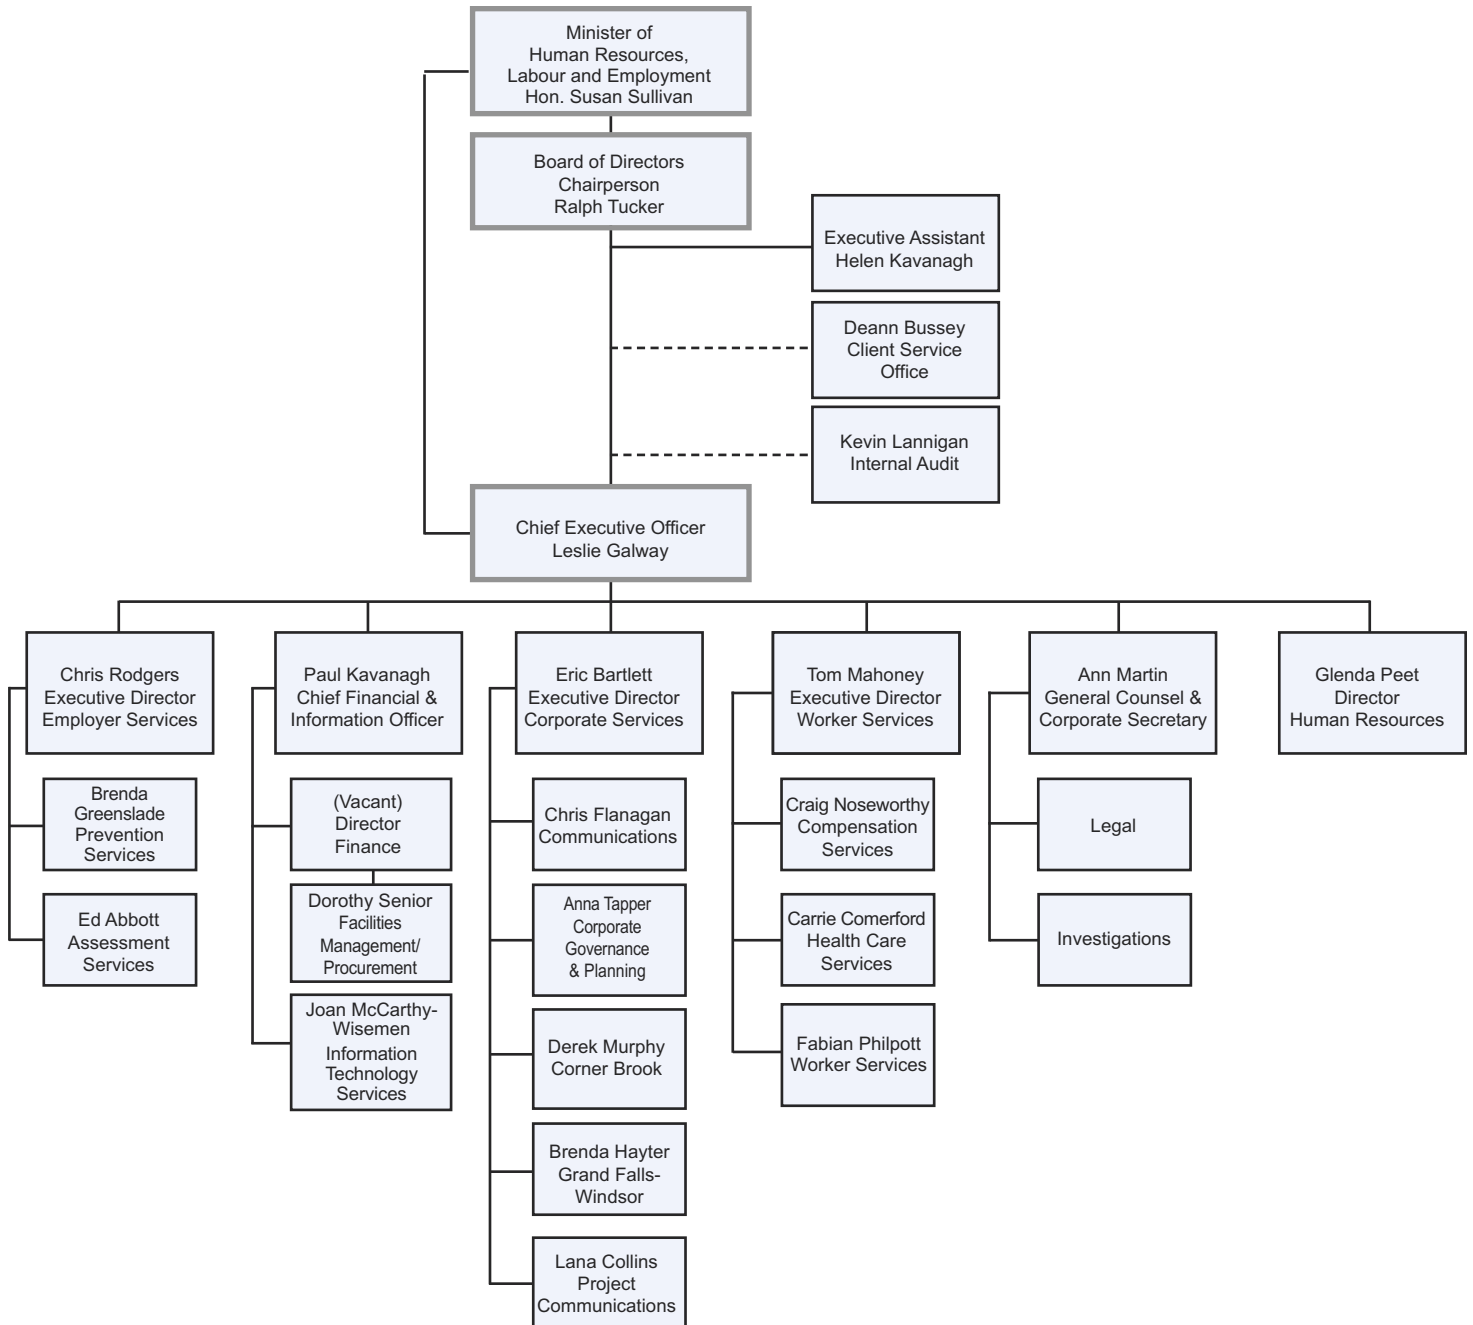 Minister of
Human Resources,
Labour and Employment
Hon. Susan Sullivan
Board of Directors
Chairperson
Ralph Tucker
Executive Assistant
Helen Kavanagh
Deann Bussey
Client Service
Office
Kevin Lannigan
Internal Audit
Chief Executive Officer
Leslie Galway
Chris Rodgers
Executive Director
Employer Services
Paul Kavanagh
Chief Financial &
Information Officer
Eric Bartlett
Executive Director
Corporate Services
Tom Mahoney
Executive Director
Worker Services
Ann Martin
General Counsel &
Corporate Secretary
Glenda Peet
Director
Human Resources
Brenda
Greenslade
Prevention
Services
Ed Abbott
Assessment
Services
(Vacant)
Director
Finance
Dorothy Senior
Facilities
Management/
Procurement
Joan McCarthy-
Wisemen
Information
Technology
Services
Chris Flanagan
Communications
Anna Tapper
Corporate
Governance
& Planning
Derek Murphy
Corner Brook
Brenda Hayter
Grand Falls-
Windsor
Lana Collins
Project
Communications
Craig Noseworthy
Compensation
Services
Carrie Comerford
Health Care
Services
Fabian Philpott
Worker Services
Legal
Investigations